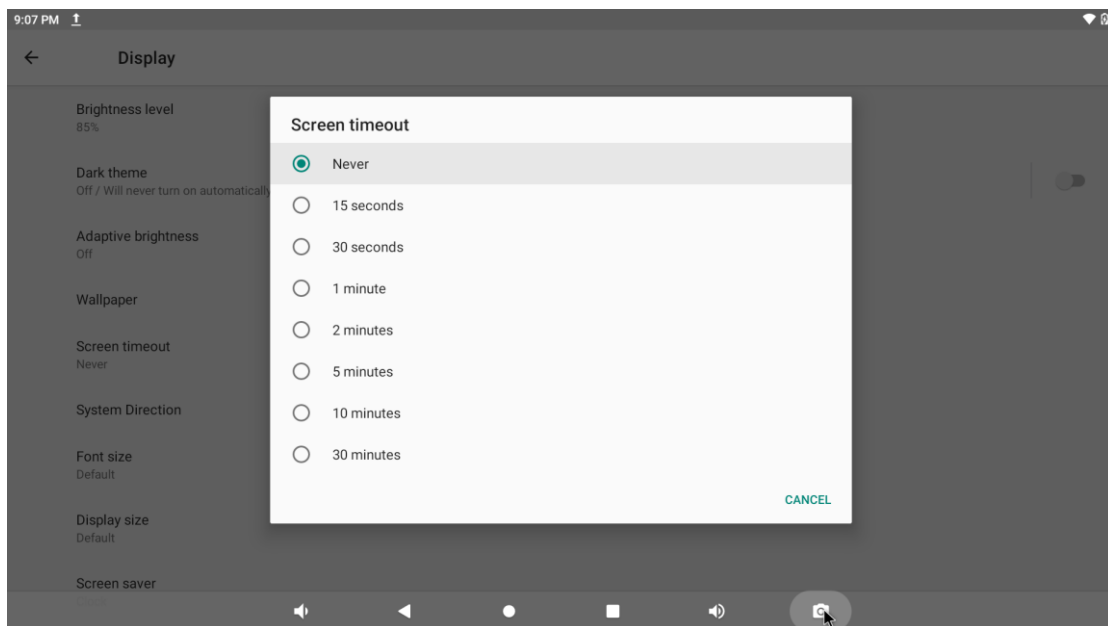 9:07 PM
Display
Brightness level
85%
Dark theme
Off / Will never turn on automatically
Adaptive brightness
Off
Wallpaper
Screen timeout
Never
System Direction
Font size
Default
Display size
Default
Screen saver
Clock
Screen timeout
Never
15 seconds
30 seconds
1 minute
2 minutes
5 minutes
10 minutes
30 minutes
CANCEL